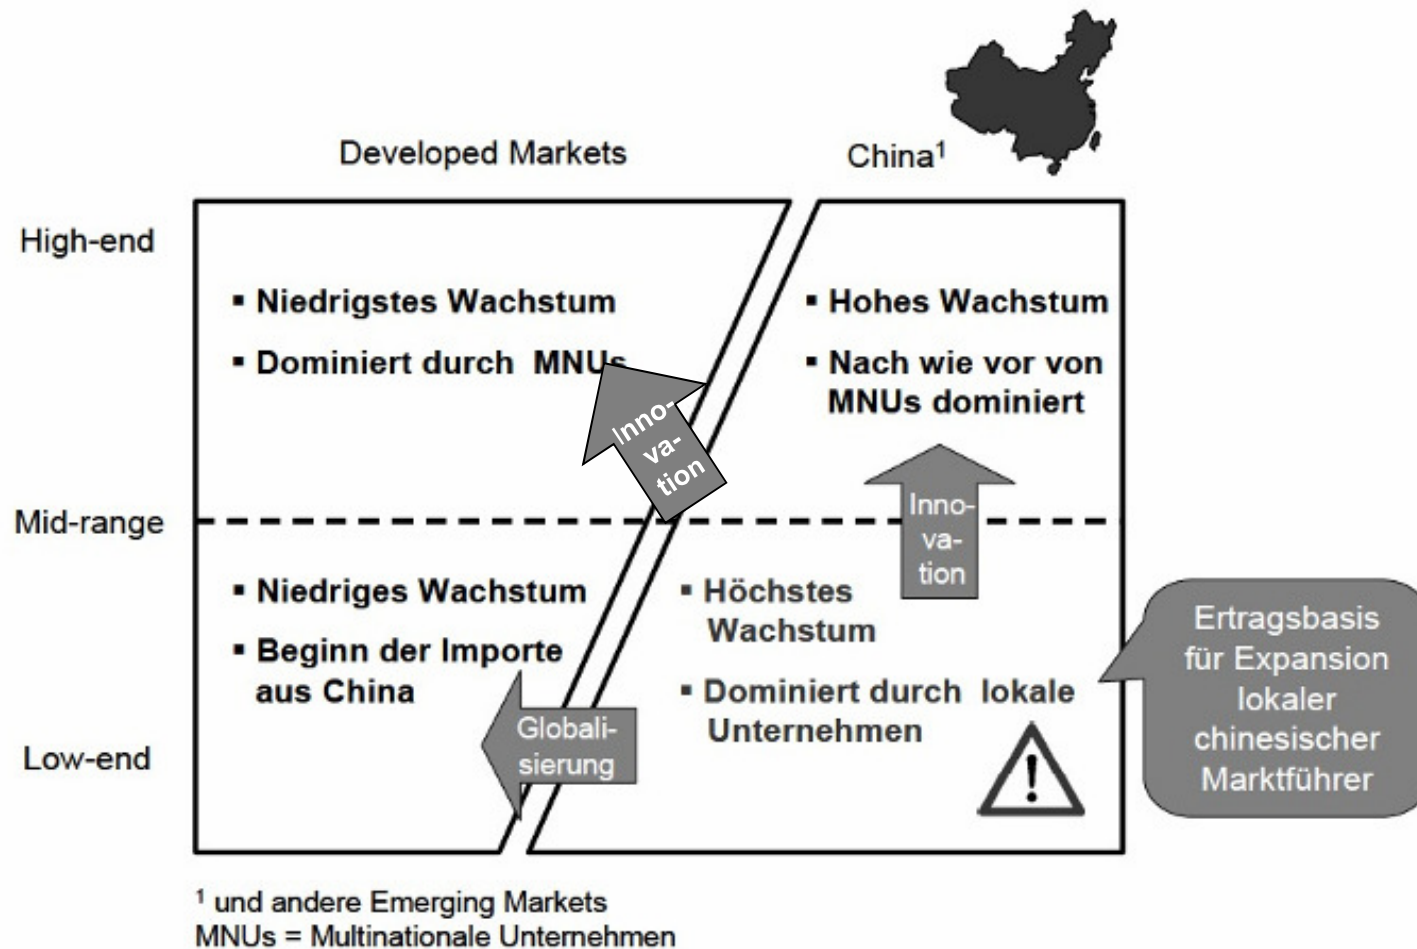 Developed Markets
China¹
High-end
▪ Niedrigstes Wachstum
▪ Dominiert durch MNUs
Inno-
va-
tion
▪ Hohes Wachstum
▪ Nach wie vor von
MNUs dominiert
Inno-
va-
tion
Mid-range
▪ Niedriges Wachstum
▪ Beginn der Importe
aus China
Globali-
sierung
▪ Höchstes
Wachstum
▪ Dominiert durch lokale
Unternehmen
!
Ertragsbasis
für Expansion
lokaler
chinesischer
Marktführer
Low-end
¹ und andere Emerging Markets
MNUs = Multinationale Unternehmen